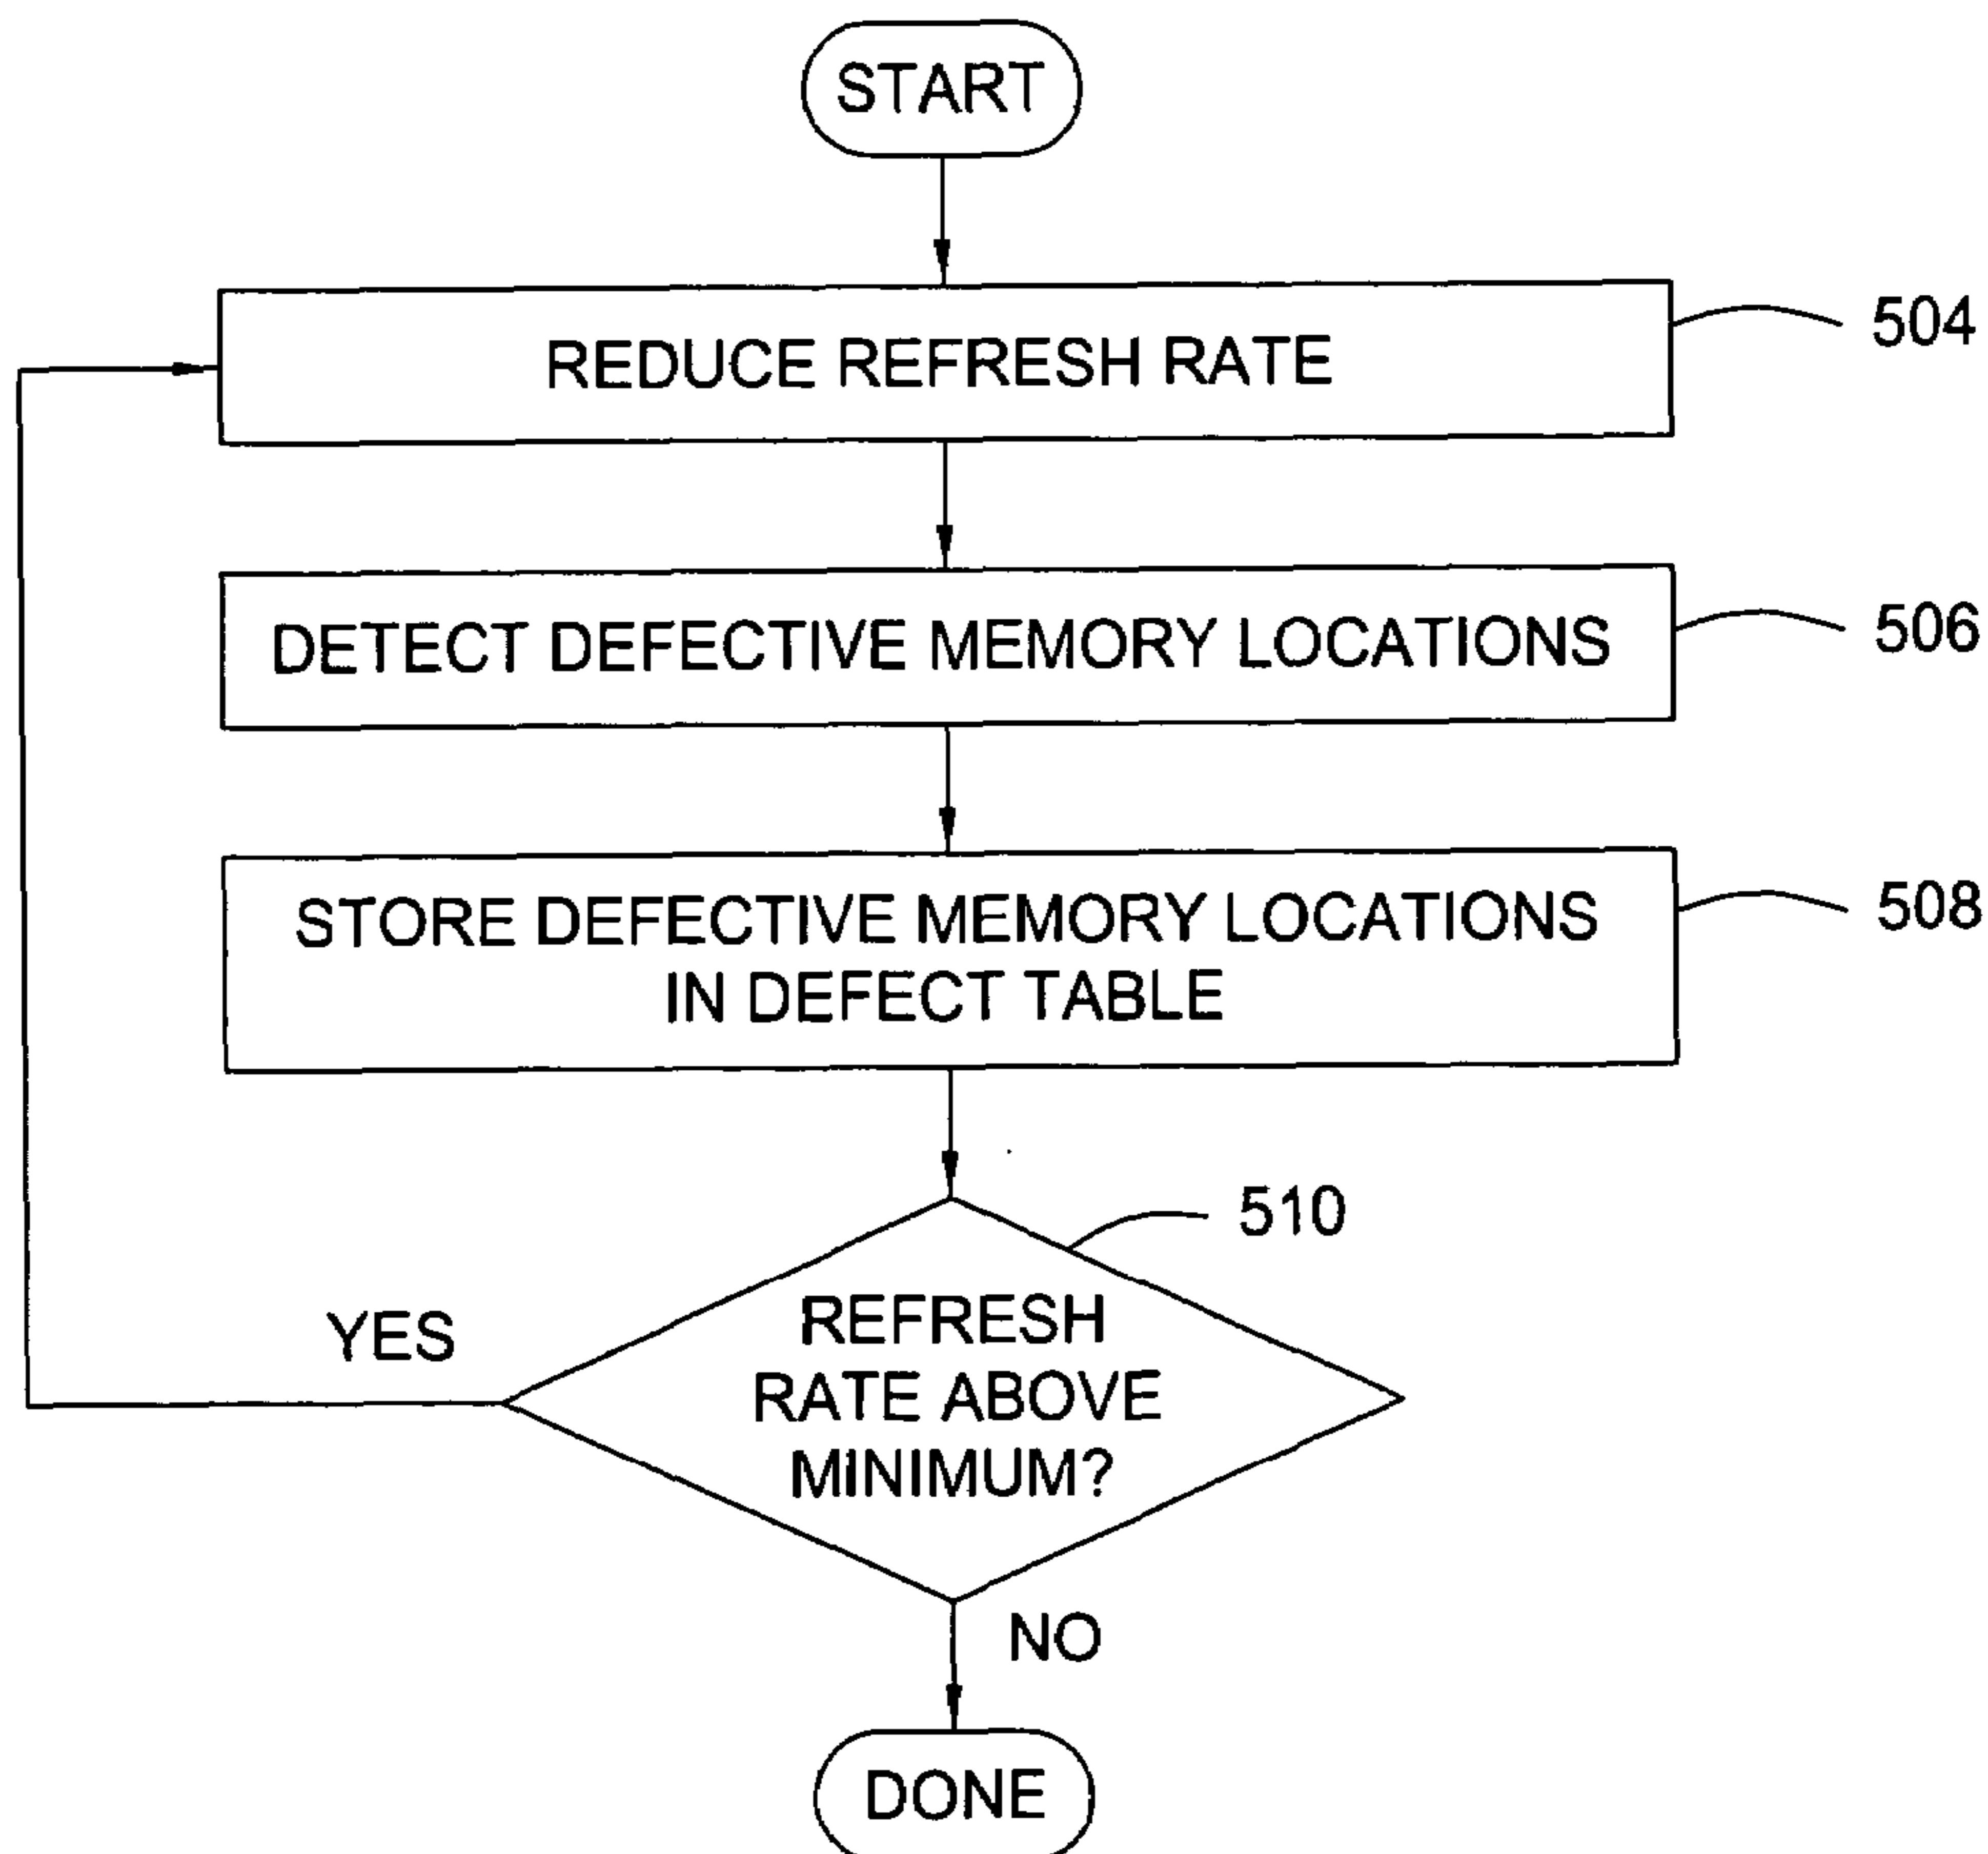 START
REDUCE REFRESH RATE
504
DETECT DEFECTIVE MEMORY LOCATIONS
506
STORE DEFECTIVE MEMORY LOCATIONS
IN DEFECT TABLE
508
510
REFRESH
RATE ABOVE
MINIMUM?
YES
NO
DONE